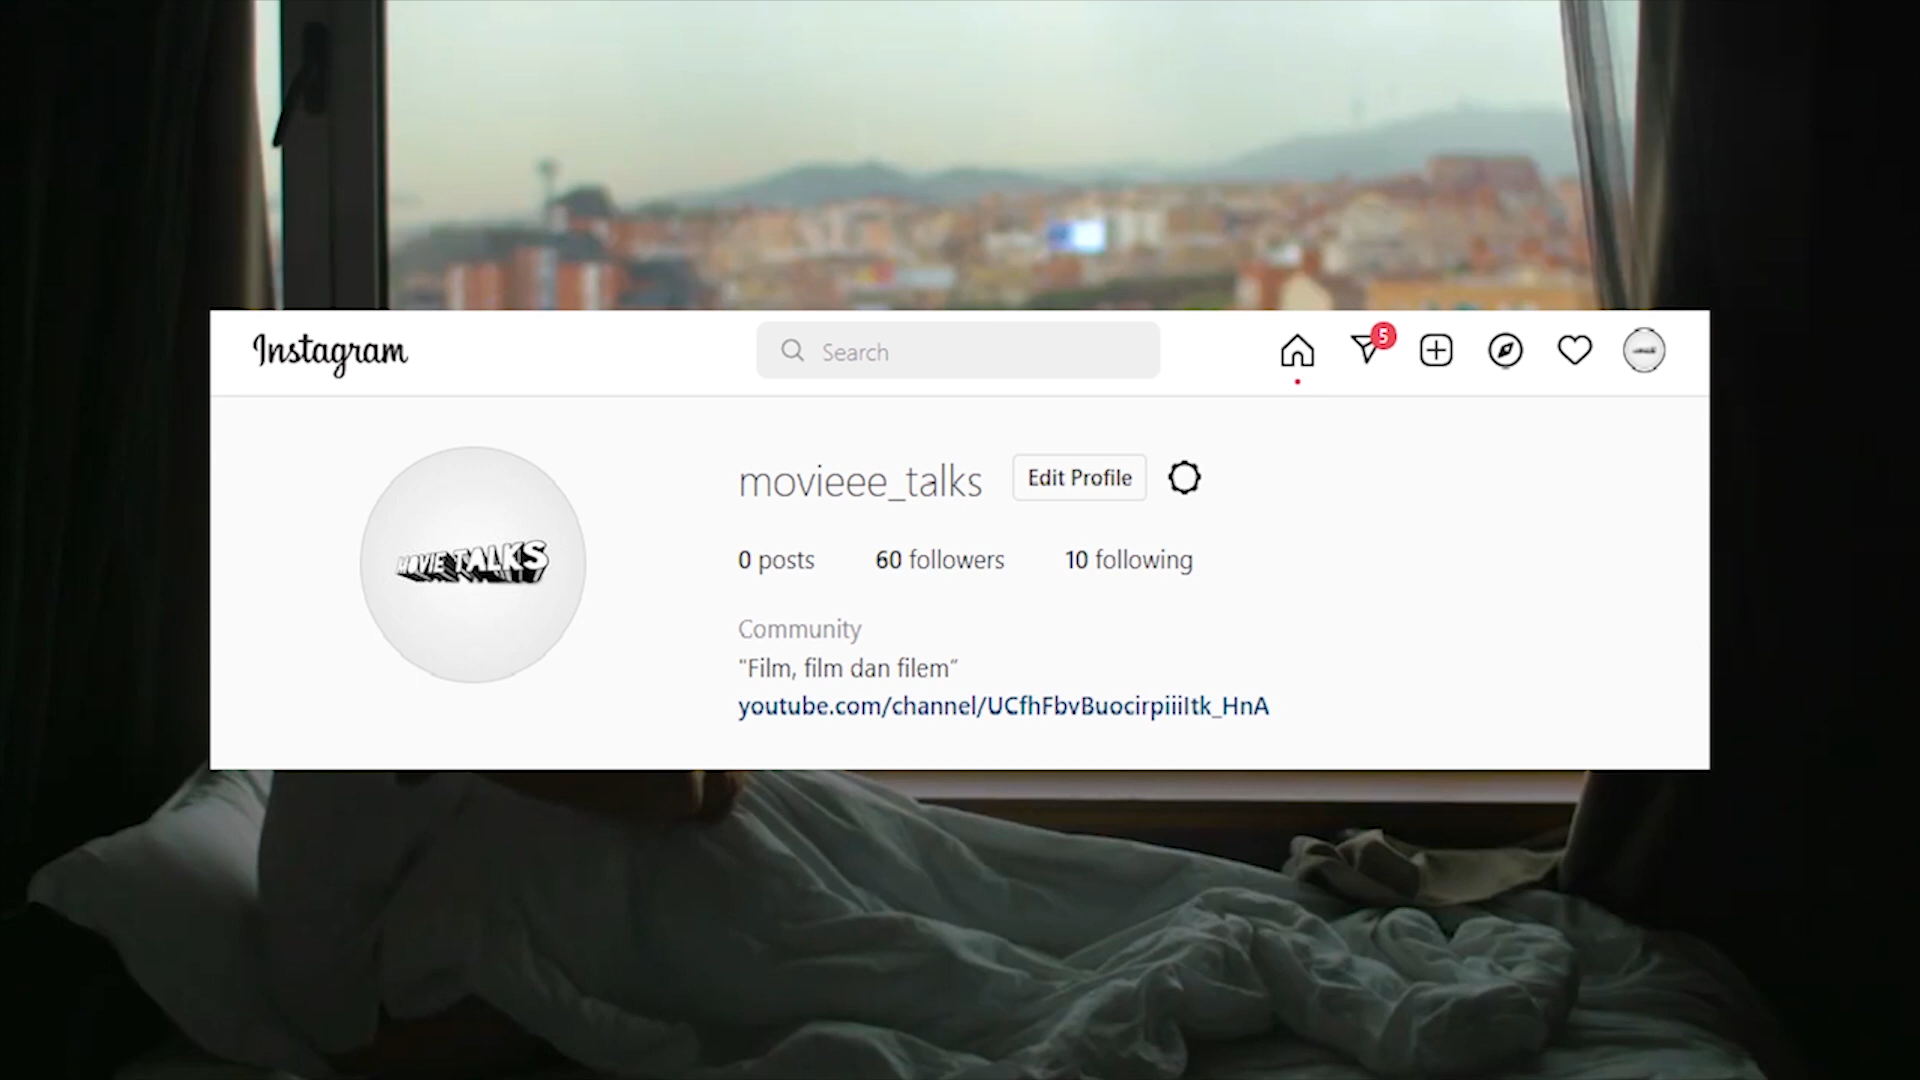 Instagram
Search
5
movieee_talks
Edit Profile
0 posts
60 followers
10 following
MOVIE TALKS
Community
"Film, film dan filem"
youtube.com/channel/UCfhFbvBuocirpiiiItk_HnA